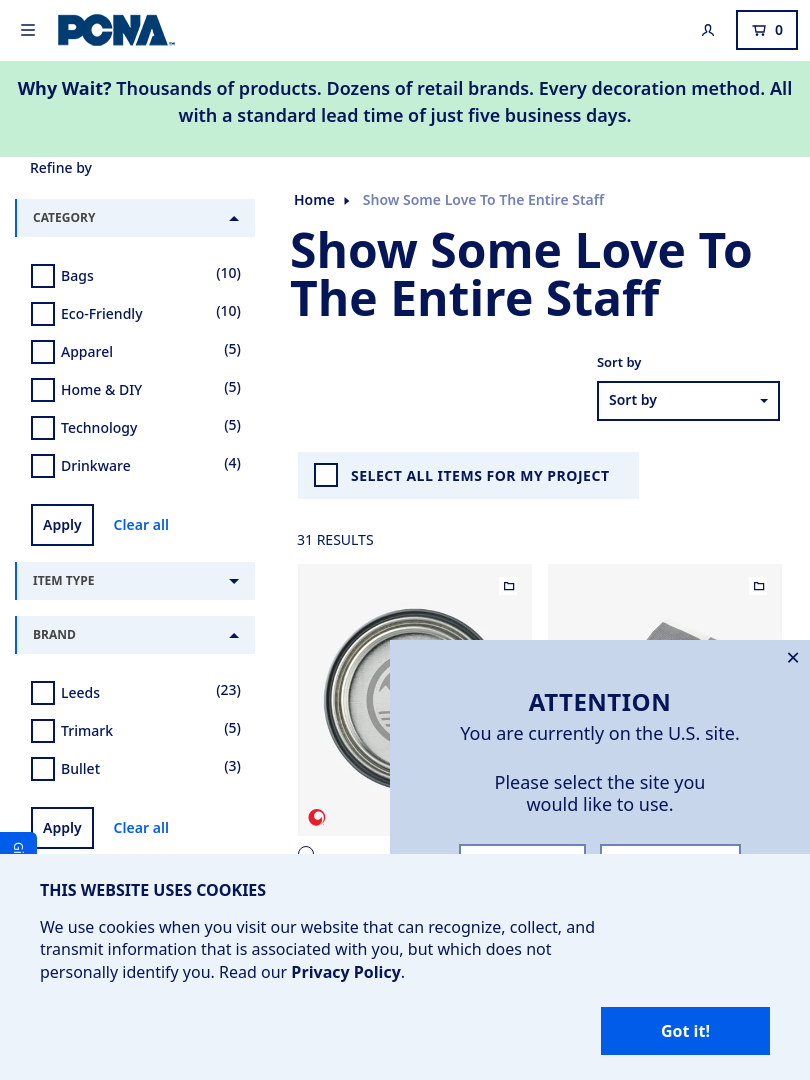 PCNA
0
Why Wait? Thousands of products. Dozens of retail brands. Every decoration method. All
with a standard lead time of just five business days.
Refine by
CATEGORY
Bags (10)
Eco-Friendly (10)
Apparel (5)
Home & DIY (5)
Technology (5)
Drinkware (4)
Apply Clear all
ITEM TYPE
BRAND
Leeds (23)
Trimark (5)
Bullet (3)
Apply Clear all
Home Show Some Love To The Entire Staff
Show Some Love To
The Entire Staff
Sort by
Sort by
SELECT ALL ITEMS FOR MY PROJECT
31 RESULTS
ATTENTION
You are currently on the U.S. site.
Please select the site you
would like to use.
THIS WEBSITE USES COOKIES
We use cookies when you visit our website that can recognize, collect, and
transmit information that is associated with you, but which does not
personally identify you. Read our Privacy Policy.
Got it!